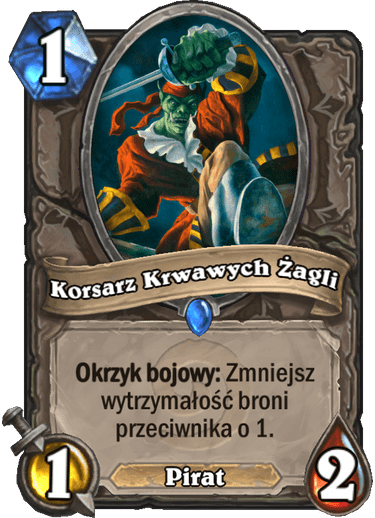 1
Korsarz Krwawych Żagli
Okrzyk bojowy: Zmniejsz
wytrzymałość broni
przeciwnika o 1.
1
Pirat
2